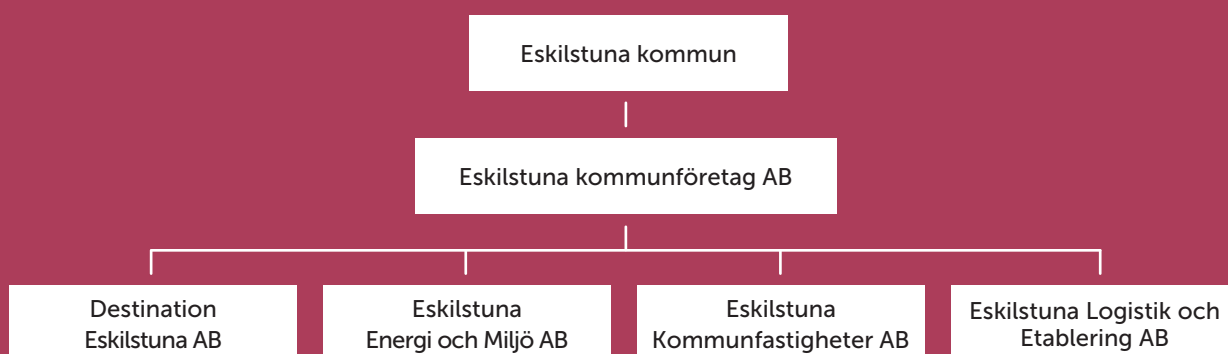 Eskilstuna kommun
Eskilstuna kommunföretag AB
Destination
Eskilstuna AB
Eskilstuna
Energi och Miljö AB
Eskilstuna
Kommunfastigheter AB
Eskilstuna Logistik och
Etablering AB